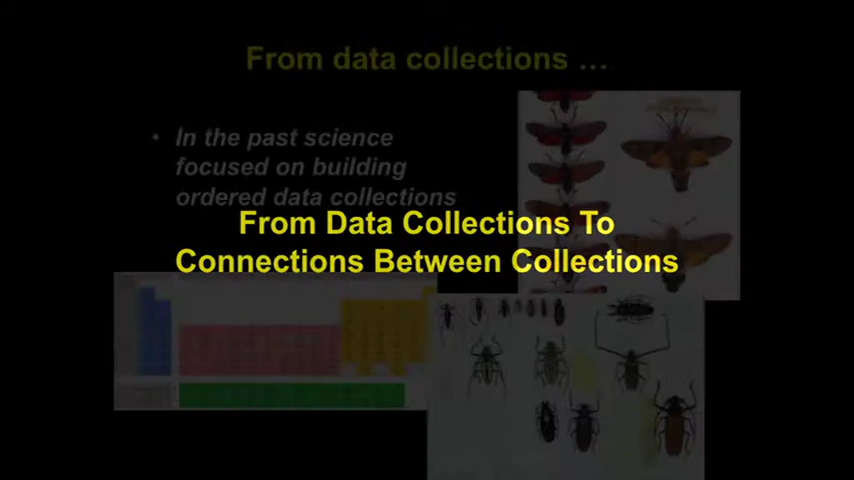 From data collections ...
• In the past science
focused on building
ordered data collections
From Data Collections To
Connections Between Collections